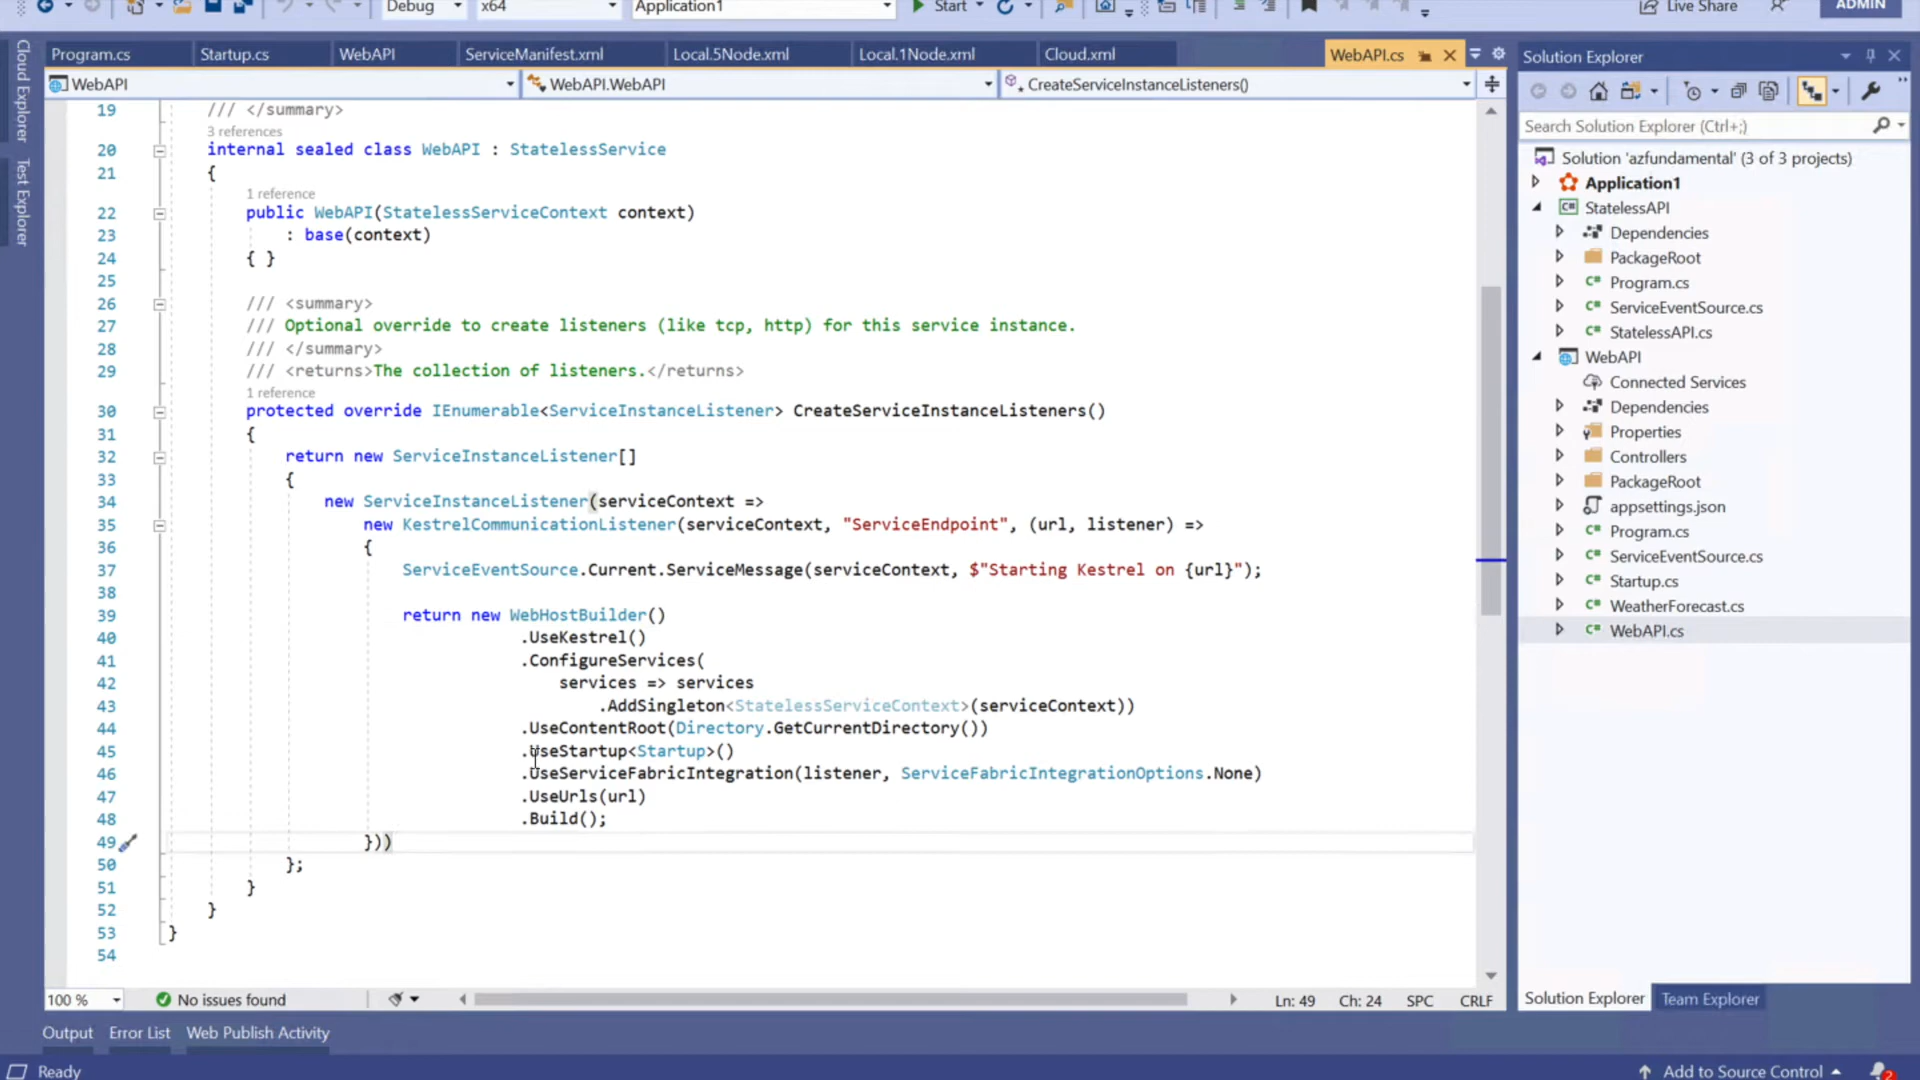 Debug x64 Application1 Start Live Share ADMIN
Program.cs Startup.cs WebAPI ServiceManifest.xml Local.5Node.xml Local.1Node.xml Cloud.xml WebAPI.cs
WebAPI WebAPI.WebAPI CreateServiceInstanceListeners()
Cloud Explorer
Test Explorer
19 /// </summary>
3 references
20 internal sealed class WebAPI : StatelessService
21 {
1 reference
22 public WebAPI(StatelessServiceContext context)
23 : base(context)
24 { }
25
26 /// <summary>
27 /// Optional override to create listeners (like tcp, http) for this service instance.
28 /// </summary>
29 /// <returns>The collection of listeners.</returns>
1 reference
30 protected override IEnumerable<ServiceInstanceListener> CreateServiceInstanceListeners()
31 {
32 return new ServiceInstanceListener[]
33 {
34 new ServiceInstanceListener(serviceContext =>
35 new KestrelCommunicationListener(serviceContext, "ServiceEndpoint", (url, listener) =>
36 {
37 ServiceEventSource.Current.ServiceMessage(serviceContext, $"Starting Kestrel on {url}");
38
39 return new WebHostBuilder()
40 .UseKestrel()
41 .ConfigureServices(
42 services => services
43 .AddSingleton<StatelessServiceContext>(serviceContext))
44 .UseContentRoot(Directory.GetCurrentDirectory())
45 .UseStartup<Startup>()
46 .UseServiceFabricIntegration(listener, ServiceFabricIntegrationOptions.None)
47 .UseUrls(url)
48 .Build();
49 }))
50 };
51 }
52 }
53 }
54
100 % No issues found Ln: 49 Ch: 24 SPC CRLF
Output Error List Web Publish Activity
Ready
Solution Explorer
Search Solution Explorer (Ctrl+;)
Solution 'azfundamental' (3 of 3 projects)
Application1
StatelessAPI
Dependencies
PackageRoot
Program.cs
ServiceEventSource.cs
StatelessAPI.cs
WebAPI
Connected Services
Dependencies
Properties
Controllers
PackageRoot
appsettings.json
Program.cs
ServiceEventSource.cs
Startup.cs
WeatherForecast.cs
WebAPI.cs
Solution Explorer Team Explorer
Add to Source Control 2